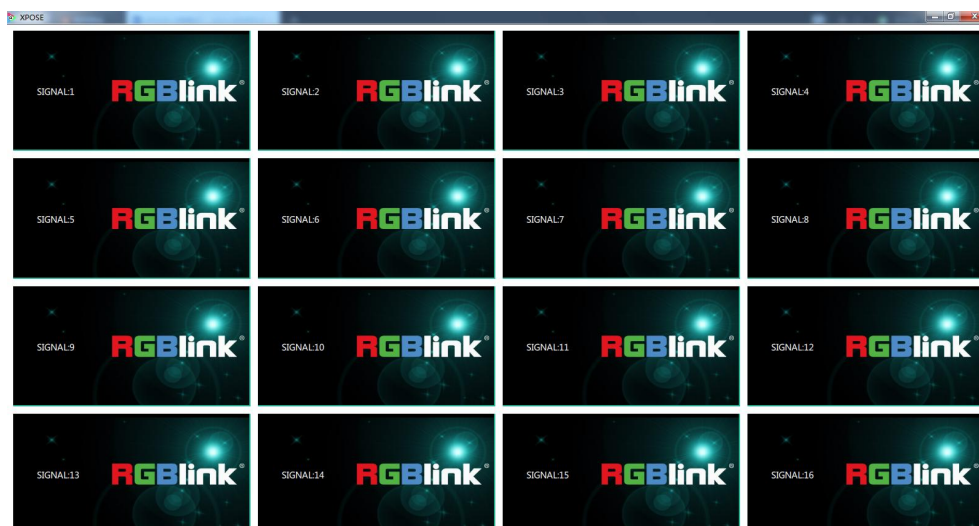 XPOSE
SIGNAL:1 RGBlink®
SIGNAL:2 RGBlink®
SIGNAL:3 RGBlink®
SIGNAL:4 RGBlink®
SIGNAL:5 RGBlink®
SIGNAL:6 RGBlink®
SIGNAL:7 RGBlink®
SIGNAL:8 RGBlink®
SIGNAL:9 RGBlink®
SIGNAL:10 RGBlink®
SIGNAL:11 RGBlink®
SIGNAL:12 RGBlink®
SIGNAL:13 RGBlink®
SIGNAL:14 RGBlink®
SIGNAL:15 RGBlink®
SIGNAL:16 RGBlink®